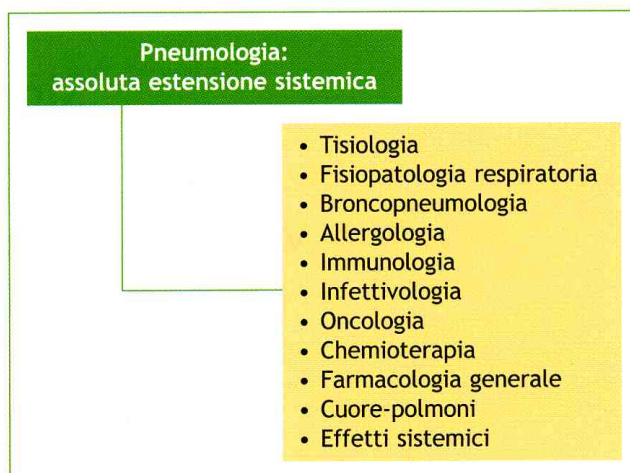 Pneumologia:
assoluta estensione sistemica
• Tisiologia
• Fisiopatologia respiratoria
• Broncopneumologia
• Allergologia
• Immunologia
• Infettivologia
• Oncologia
• Chemioterapia
• Farmacologia generale
• Cuore-polmoni
• Effetti sistemici